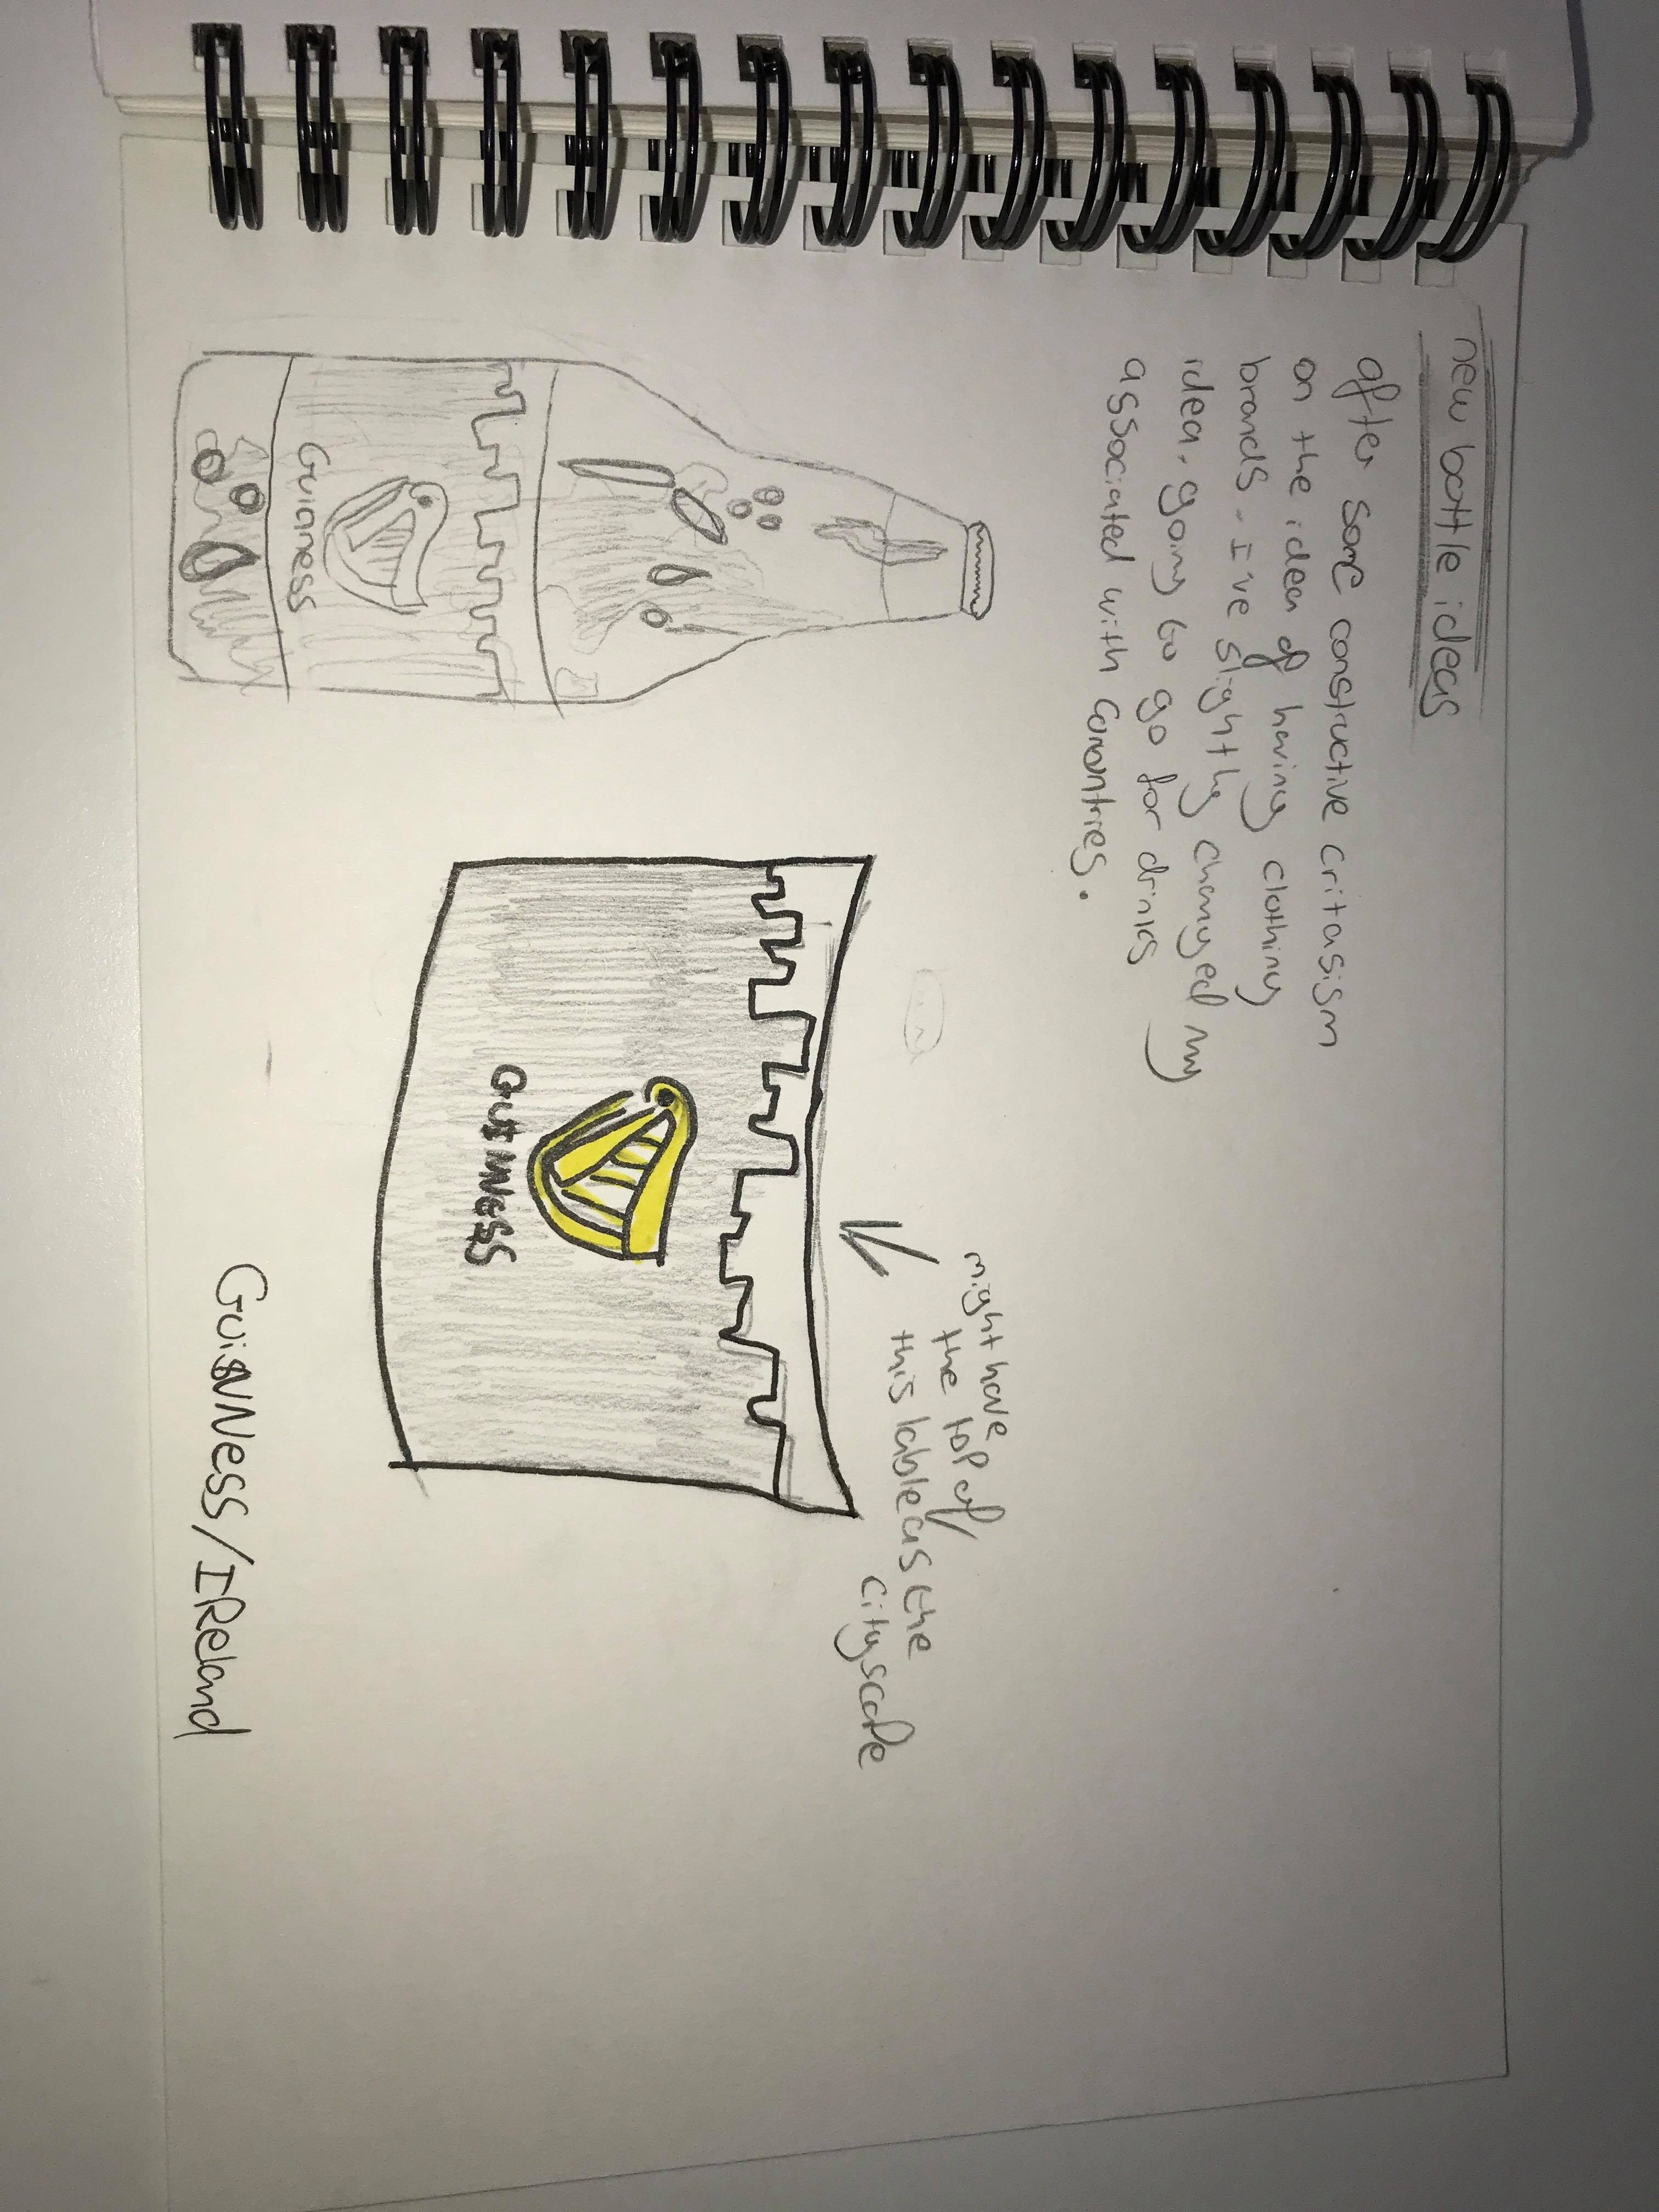 new bottle ideas
after some constructive critasism
on the idea of having clothing
brands. I've slightly changed my
idea, going to go for drinks
associated with countries.
might have
the top of
this lable as the
cityscape
Guinness
GUINNESS
GuiNNess/IReland